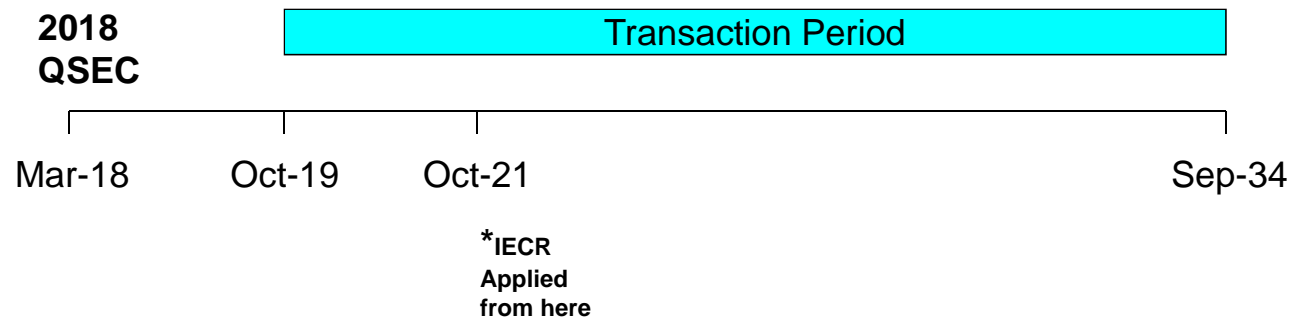 2018
QSEC
Transaction Period
Mar-18 Oct-19 Oct-21 Sep-34
*IECR
Applied
from here